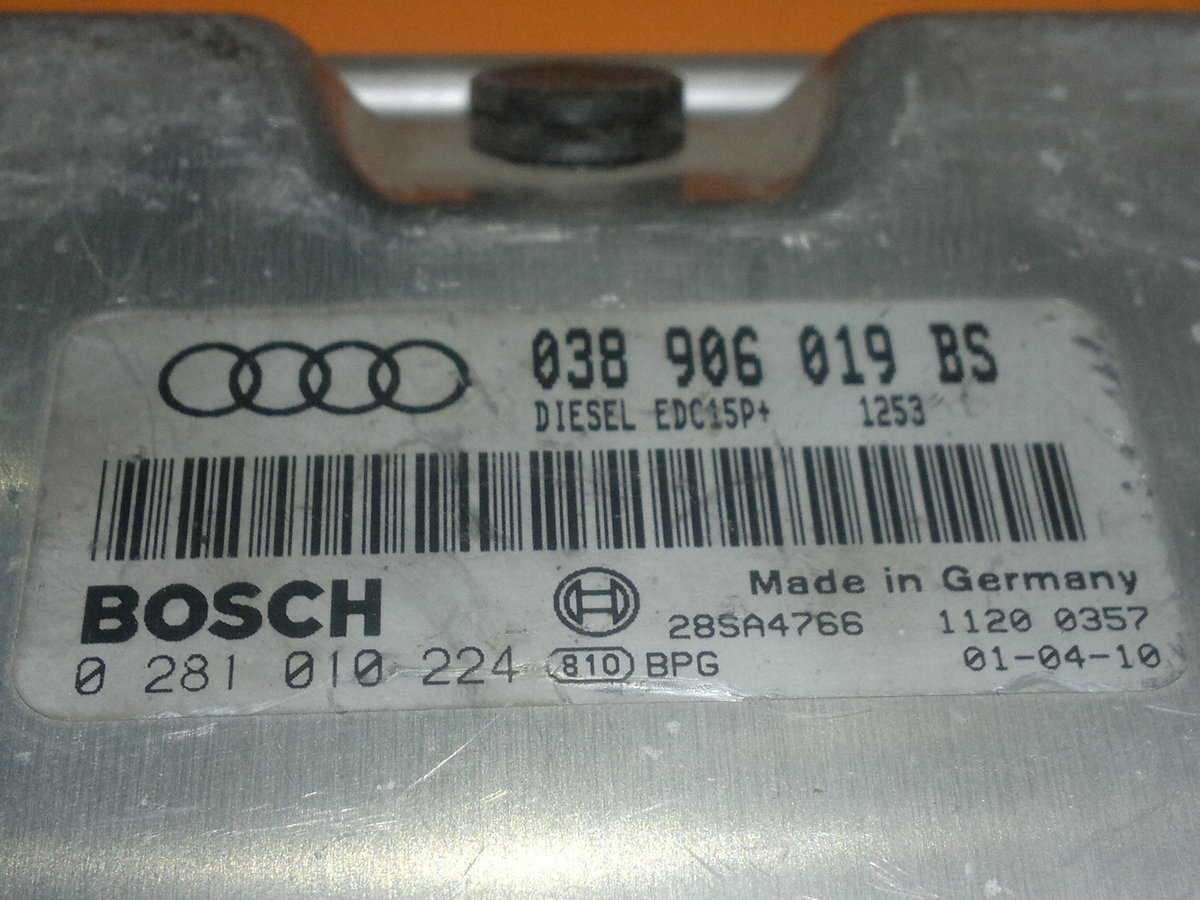 038 906 019 BS
DIESEL EDC15P+ 1253
BOSCH
Made in Germany
28SA4766 1120 0357
0 281 010 224 810 BPG 01-04-10